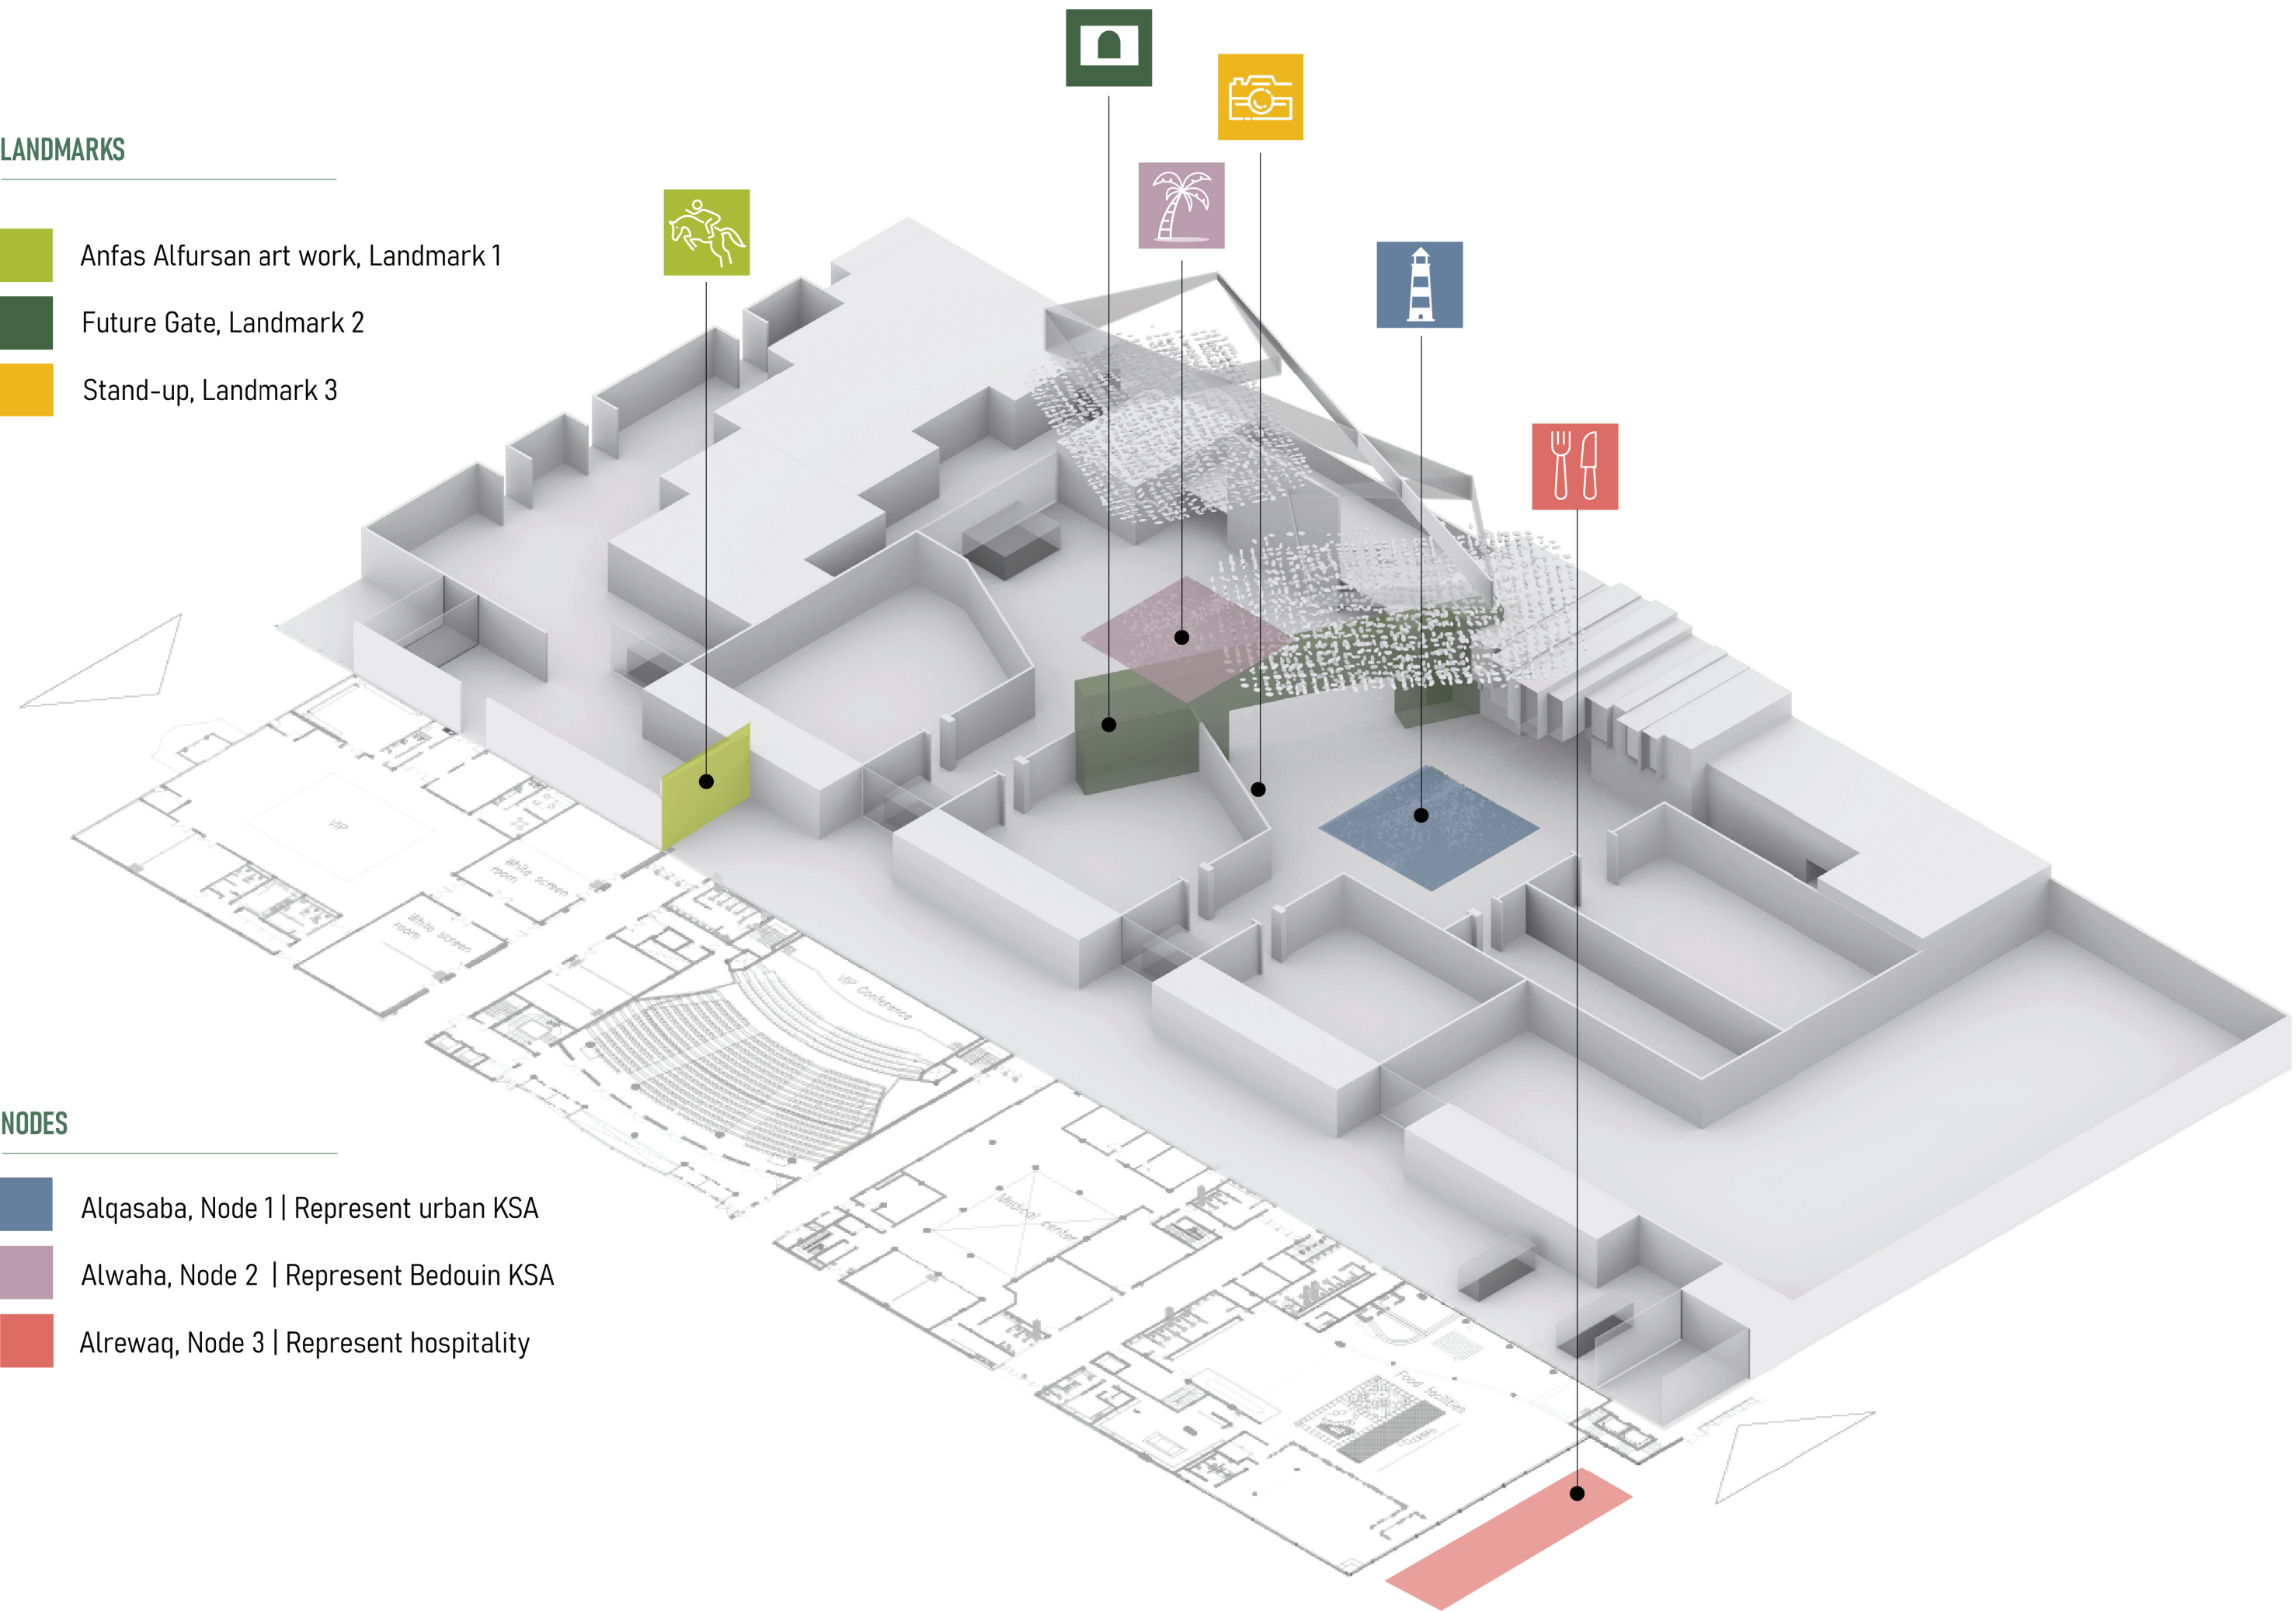 LANDMARKS
Anfas Alfursan art work, Landmark 1
Future Gate, Landmark 2
Stand-up, Landmark 3
VIP
White screen
room
White screen
room
VIP Conference
Medical center
Food facilities
NODES
Alqasaba, Node 1 | Represent urban KSA
Alwaha, Node 2 | Represent Bedouin KSA
Alrewaq, Node 3 | Represent hospitality